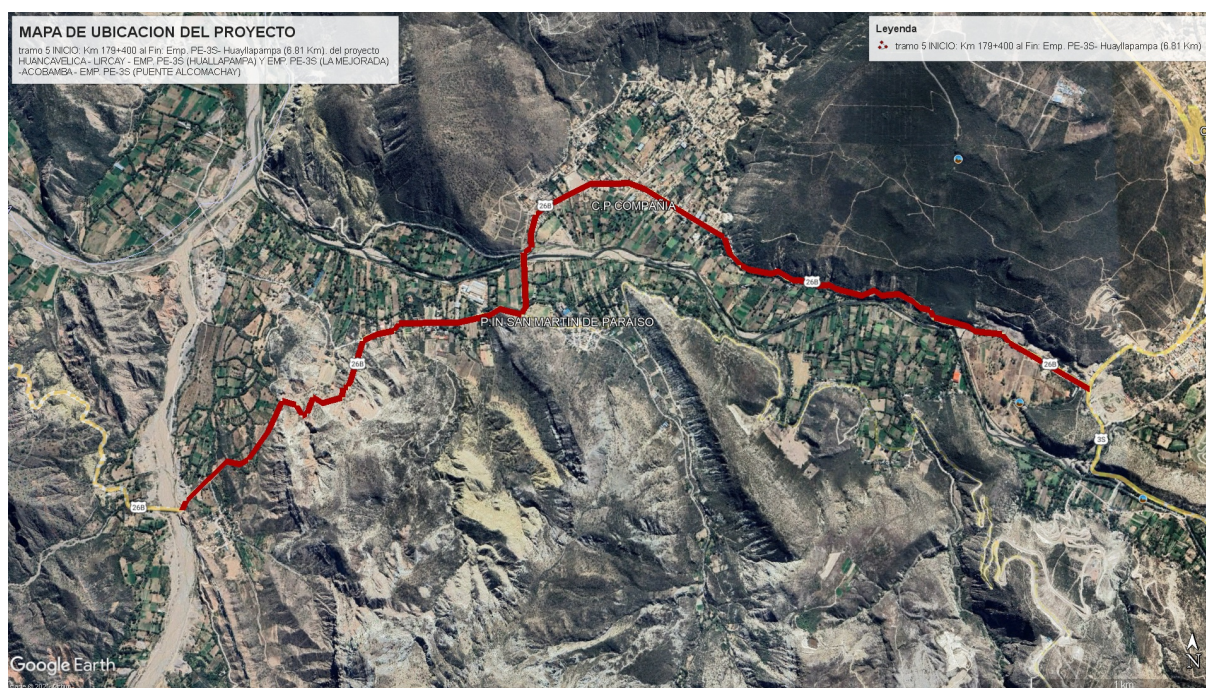 MAPA DE UBICACION DEL PROYECTO
tramo 5 INICIO: Km 179+400 al Fin: Emp. PE-3S- Huayllapampa (6.81 Km). del proyecto
HUANCAVELICA - LIRCAY - EMP. PE-3S (HUALLAPAMPA) Y EMP. PE-3S (LA MEJORADA)
-ACOBAMBA - EMP. PE-3S (PUENTE ALCOMACHAY)
Leyenda
tramo 5 INICIO: Km 179+400 al Fin: Emp. PE-3S- Huayllapampa (6.81 Km)
26B
C.P COMPAÑIA
26B
P.IN SAN MARTIN DE PARAISO
26B
26B
3S
26B
Google Earth
N
1 km